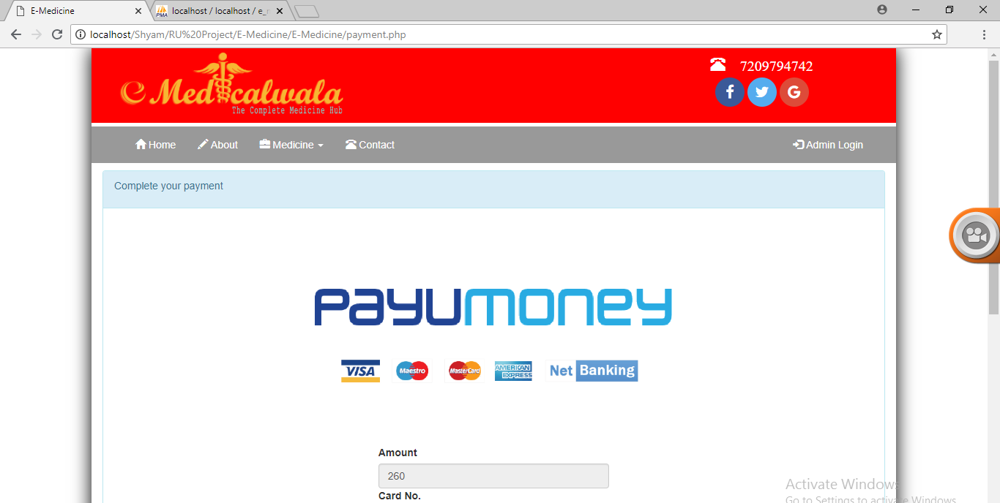 E-Medicine
localhost / localhost / e_
localhost/Shyam/RU%20Project/E-Medicine/E-Medicine/payment.php
7209794742
e Medicalwala
The Complete Medicine Hub
Home About Medicine Contact Admin Login
Complete your payment
PayUmoney
VISA Maestro MasterCard AMERICAN EXPRESS Net Banking
Amount
260
Card No.
Activate Windows
Go to Settings to activate Windows